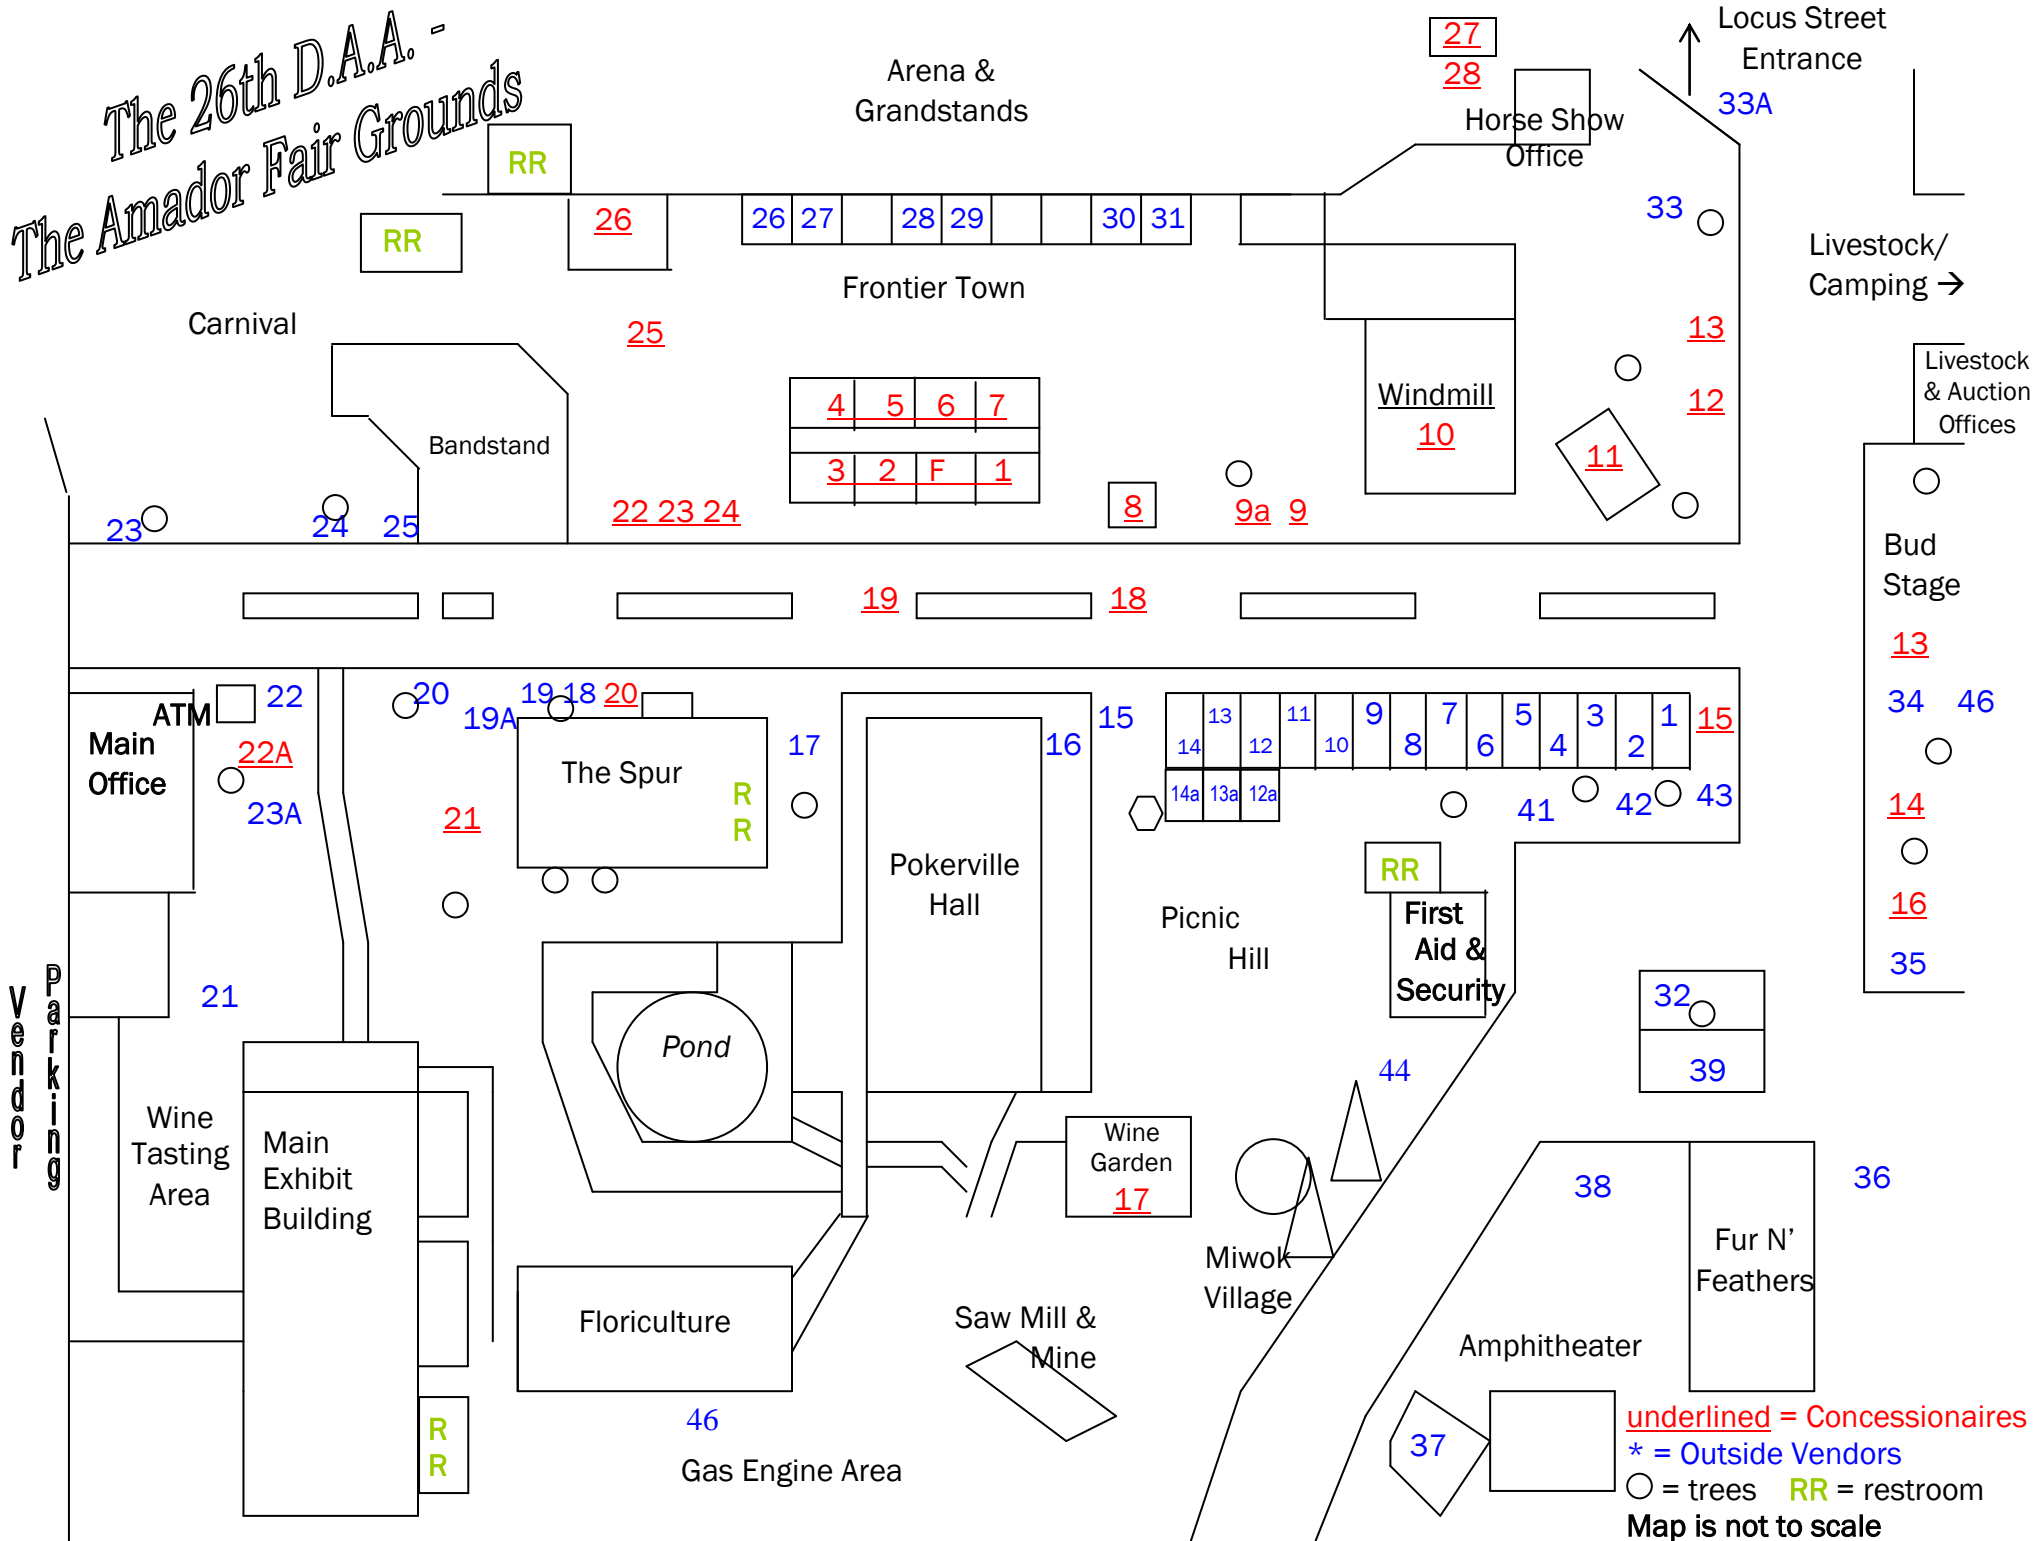 The 26th D.A.A. -
The Amador Fair Grounds
Arena &
Grandstands
27
28
Locus Street
Entrance
33A
Horse Show
Office
RR
RR
26
26 27 28 29 30 31
33
Livestock/
Camping →
Frontier Town
Carnival
25
13
Livestock
& Auction
Offices
4 5 6 7
Windmill
10
12
Bandstand
3 2 F 1
11
23 24 25
22 23 24
8
9a 9
Bud
Stage
19
18
13
34 46
14
16
35
ATM
22
20
19A
19 18
20
Main
Office
22A
23A
The Spur
17
16
15
14 13 12 11 10 9 8 7 6 5 4 3 2 1
15
14a 13a 12a
41 42 43
21
R
R
Pokerville
Hall
RR
First
Aid &
Security
Picnic
Hill
21
Vendor
Parking
Pond
32
39
44
Wine
Tasting
Area
Main
Exhibit
Building
Wine
Garden
17
38
36
Miwok
Village
Fur N’
Feathers
Floriculture
Saw Mill &
Mine
Amphitheater
46
Gas Engine Area
R
R
37
underlined = Concessionaires
* = Outside Vendors
= trees RR = restroom
Map is not to scale